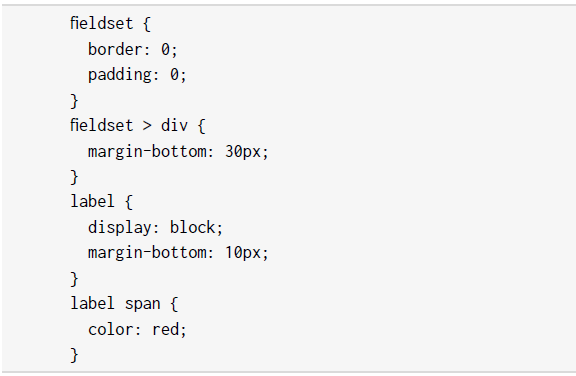 fieldset {
  border: 0;
  padding: 0;
}
fieldset > div {
  margin-bottom: 30px;
}
label {
  display: block;
  margin-bottom: 10px;
}
label span {
  color: red;
}